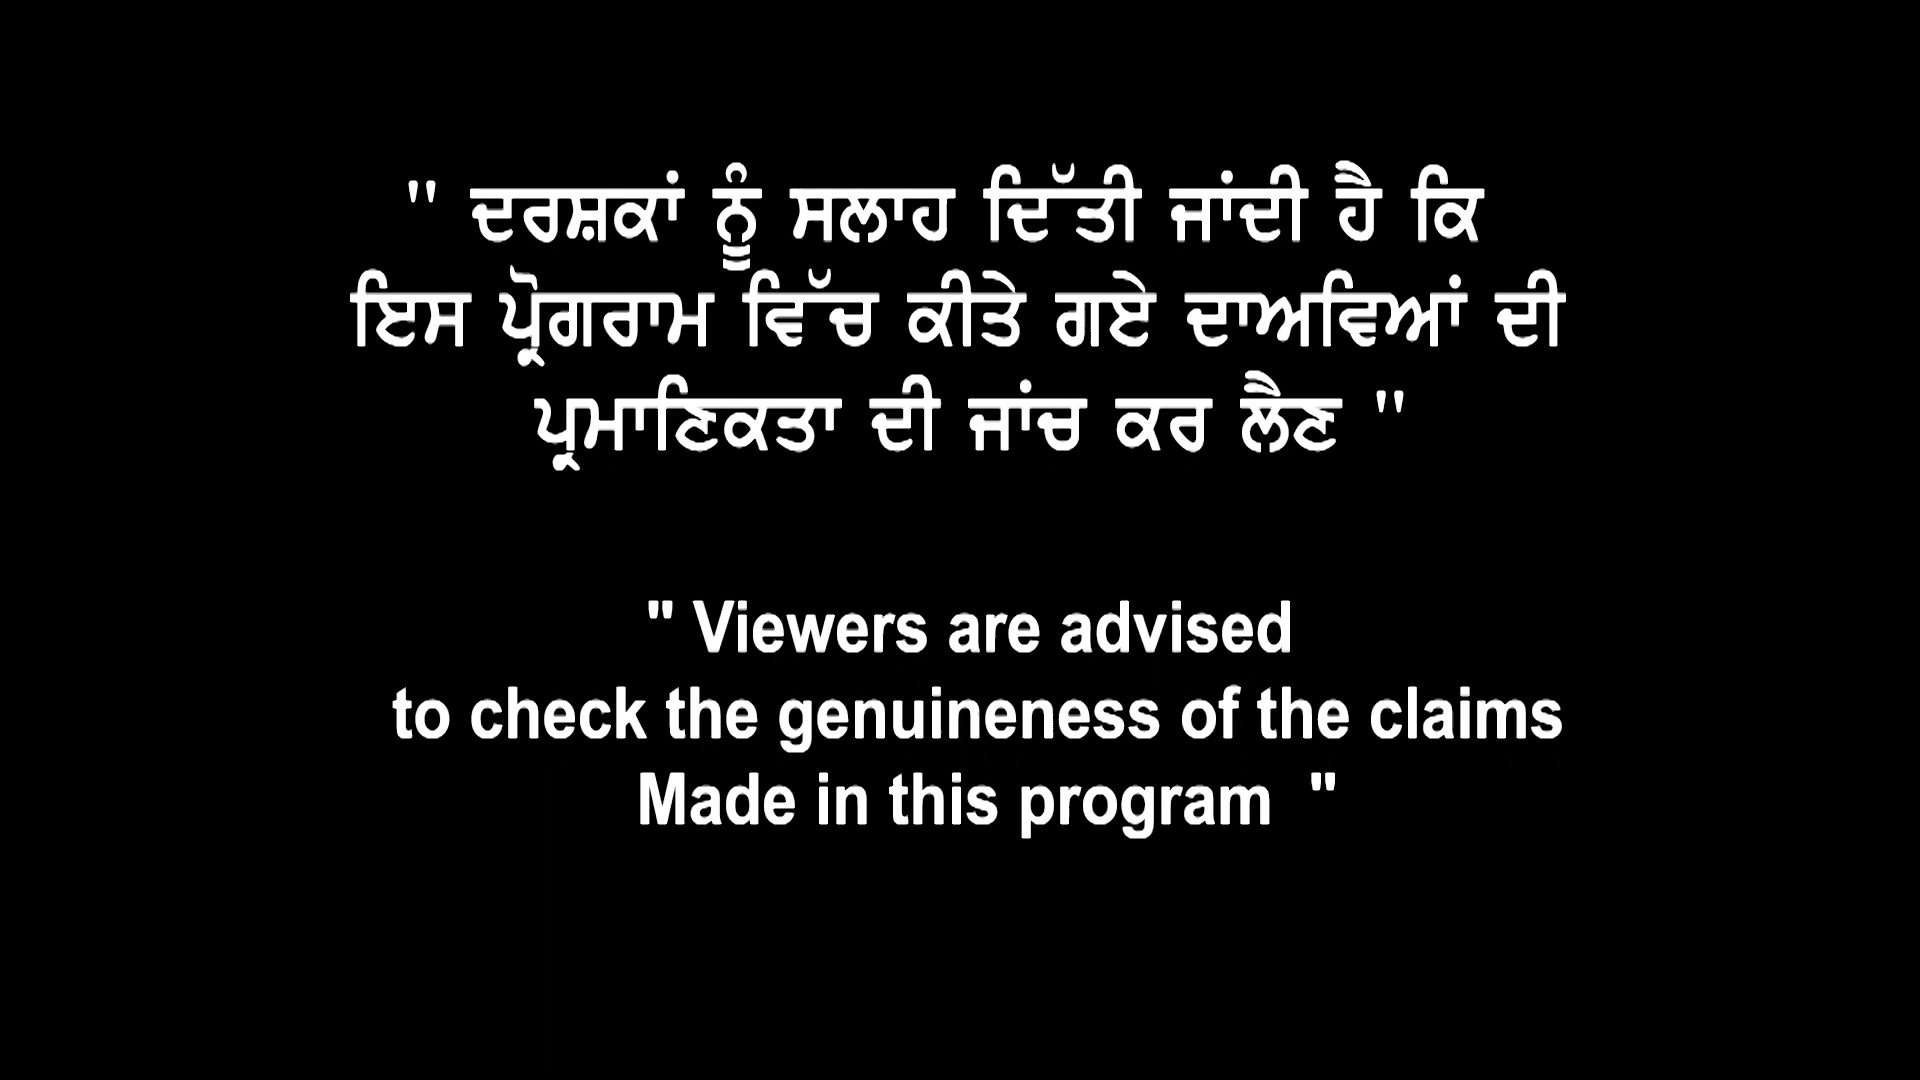 " ਦਰਸ਼ਕਾਂ ਨੂੰ ਸਲਾਹ ਦਿੱਤੀ ਜਾਂਦੀ ਹੈ ਕਿ
ਇਸ ਪ੍ਰੋਗਰਾਮ ਵਿੱਚ ਕੀਤੇ ਗਏ ਦਾਅਵਿਆਂ ਦੀ
ਪ੍ਰਮਾਣਿਕਤਾ ਦੀ ਜਾਂਚ ਕਰ ਲੈਣ "
" Viewers are advised
to check the genuineness of the claims
Made in this program "